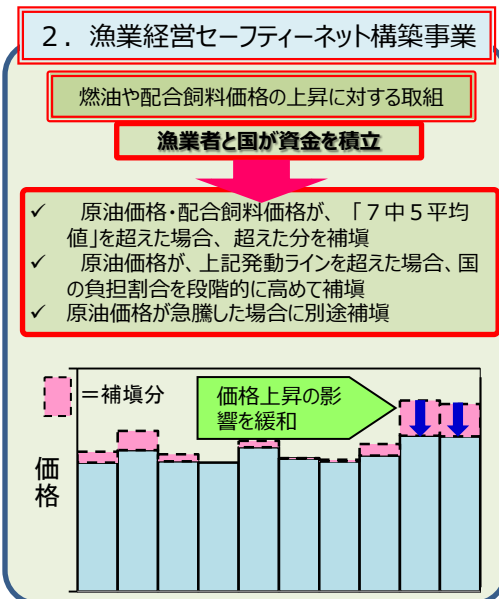 ２．漁業経営セーフティーネット構築事業
燃油や配合飼料価格の上昇に対する取組
漁業者と国が資金を積立
✓ 原油価格・配合飼料価格が、「７中５平均
値」を超えた場合、超えた分を補塡
✓ 原油価格が、上記発動ラインを超えた場合、国
の負担割合を段階的に高めて補塡
✓ 原油価格が急騰した場合に別途補塡
＝補塡分
価格上昇の影
響を緩和
価格